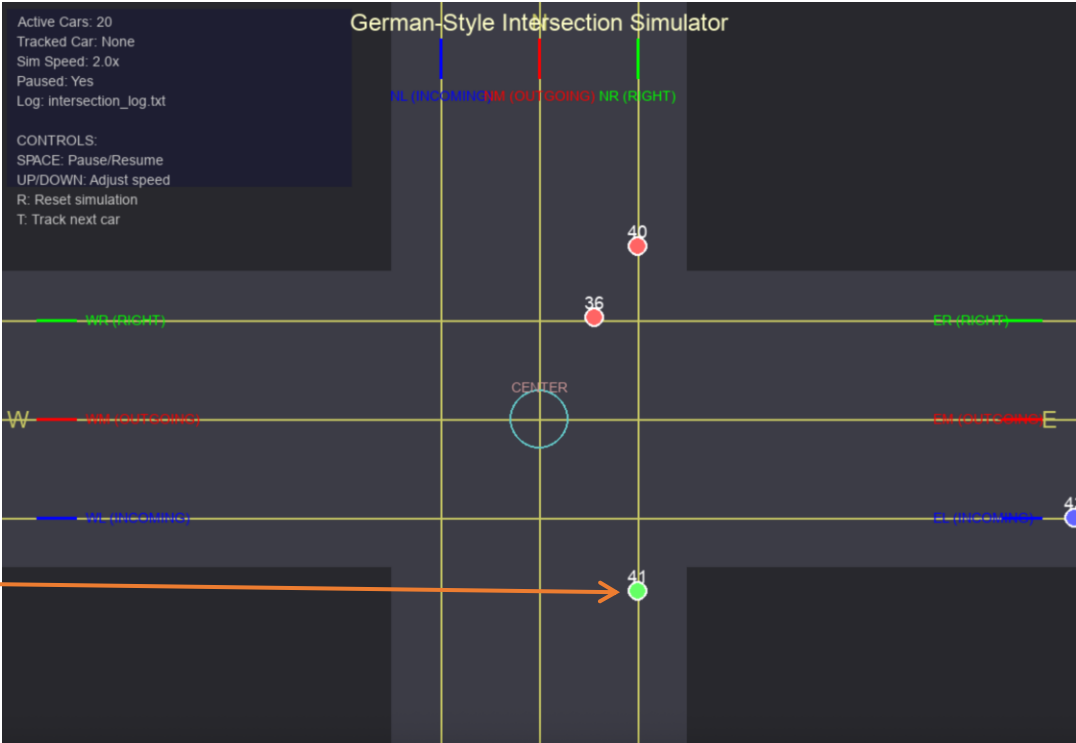 German-Style Intersection Simulator
N
Active Cars: 20
Tracked Car: None
Sim Speed: 2.0x
Paused: Yes
Log: intersection_log.txt
CONTROLS:
SPACE: Pause/Resume
UP/DOWN: Adjust speed
R: Reset simulation
T: Track next car
NL (INCOMING) NM (OUTGOING) NR (RIGHT)
40
36
WR (RIGHT) ER (RIGHT)
CENTER
W WM (OUTGOING) EM (OUTGOING) E
WL (INCOMING) EL (INCOMING)
41